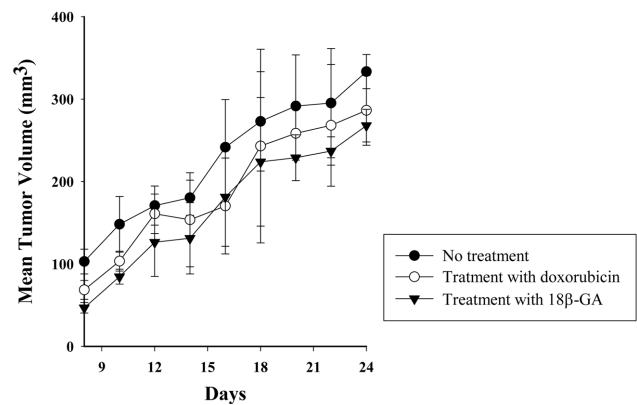 Mean Tumor Volume (mm³)
400
300
200
100
0
9
12
15
18
21
24
Days
No treatment
Tratment with doxorubicin
Treatment with 18β-GA